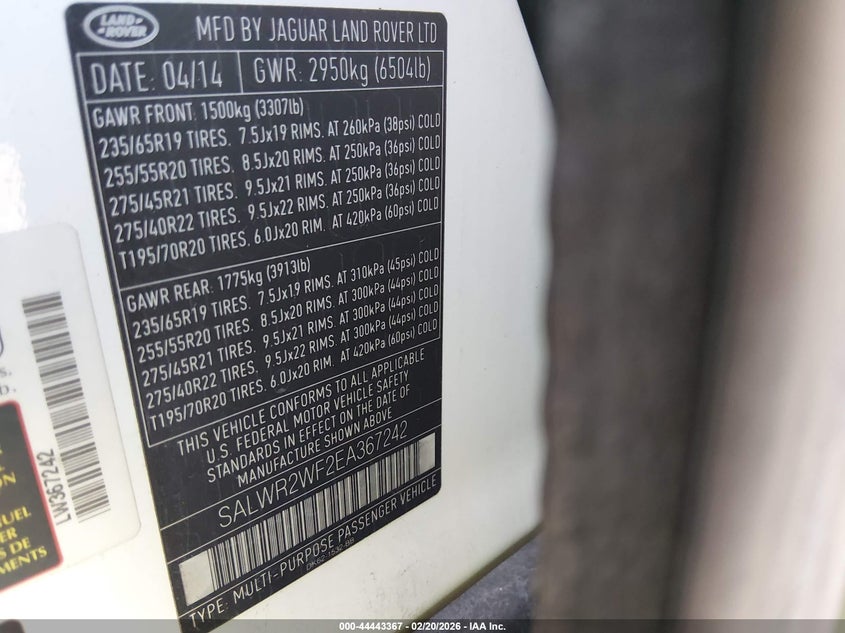 LAND
ROVER
MFD BY JAGUAR LAND ROVER LTD
DATE: 04/14 GWR: 2950kg (6504lb)
GAWR FRONT: 1500kg (3307lb)
235/65R19 TIRES. 7.5Jx19 RIMS. AT 260kPa (38psi) COLD
255/55R20 TIRES. 8.5Jx20 RIMS. AT 250kPa (36psi) COLD
275/45R21 TIRES. 9.5Jx21 RIMS. AT 250kPa (36psi) COLD
275/40R22 TIRES. 9.5Jx22 RIMS. AT 250kPa (36psi) COLD
T195/70R20 TIRES. 6.0Jx20 RIM. AT 420kPa (60psi) COLD
GAWR REAR: 1775kg (3913lb)
235/65R19 TIRES. 7.5Jx19 RIMS. AT 310kPa (45psi) COLD
255/55R20 TIRES. 8.5Jx20 RIMS. AT 300kPa (44psi) COLD
275/45R21 TIRES. 9.5Jx21 RIMS. AT 300kPa (44psi) COLD
275/40R22 TIRES. 9.5Jx22 RIMS. AT 300kPa (44psi) COLD
T195/70R20 TIRES. 6.0Jx20 RIM. AT 420kPa (60psi) COLD
THIS VEHICLE CONFORMS TO ALL APPLICABLE
U.S. FEDERAL MOTOR VEHICLE SAFETY
STANDARDS IN EFFECT ON THE DATE OF
MANUFACTURE SHOWN ABOVE
SALWR2WF2EA367242
TYPE: MULTI-PURPOSE PASSENGER VEHICLE
LW367242
000-44443367 | 02/20/2026 - IAA Inc.